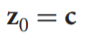 z₀ = c